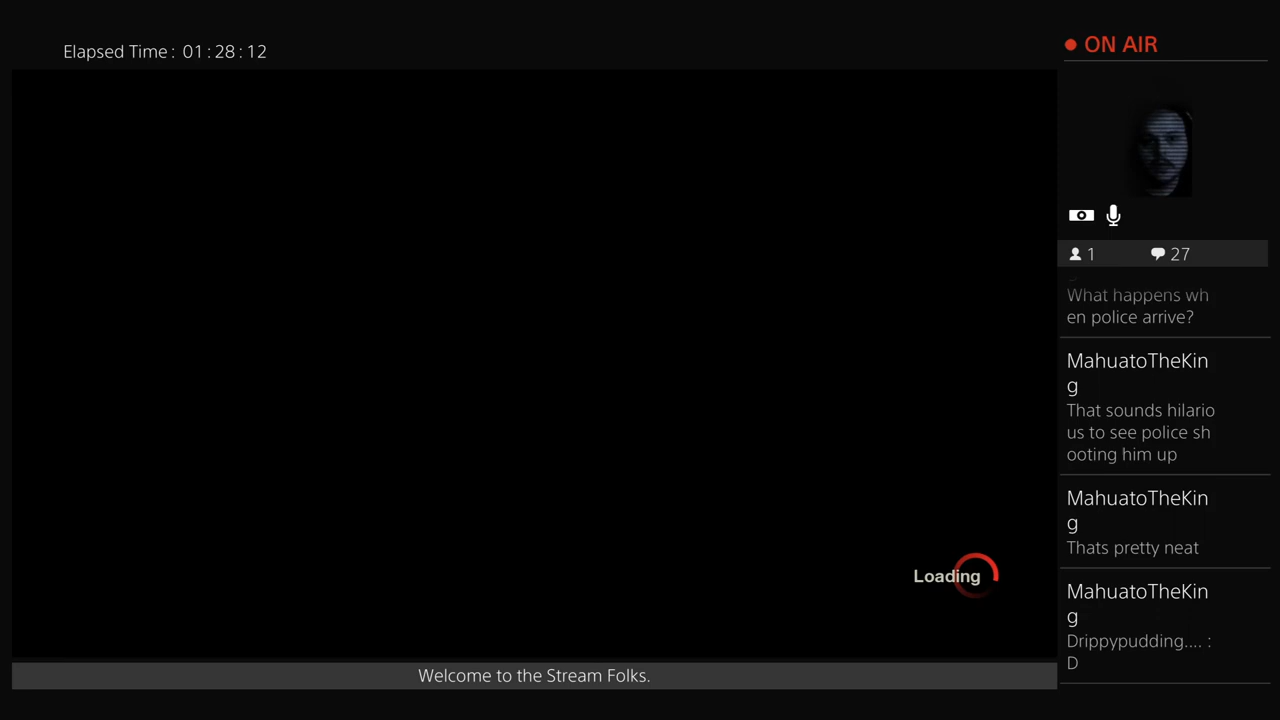 Elapsed Time: 01:28:12
ON AIR
1
27
What happens wh
en police arrive?
MahuatoTheKin
g
That sounds hilario
us to see police sh
ooting him up
MahuatoTheKin
g
Thats pretty neat
MahuatoTheKin
g
Drippypudding.... :
D
Loading
Welcome to the Stream Folks.